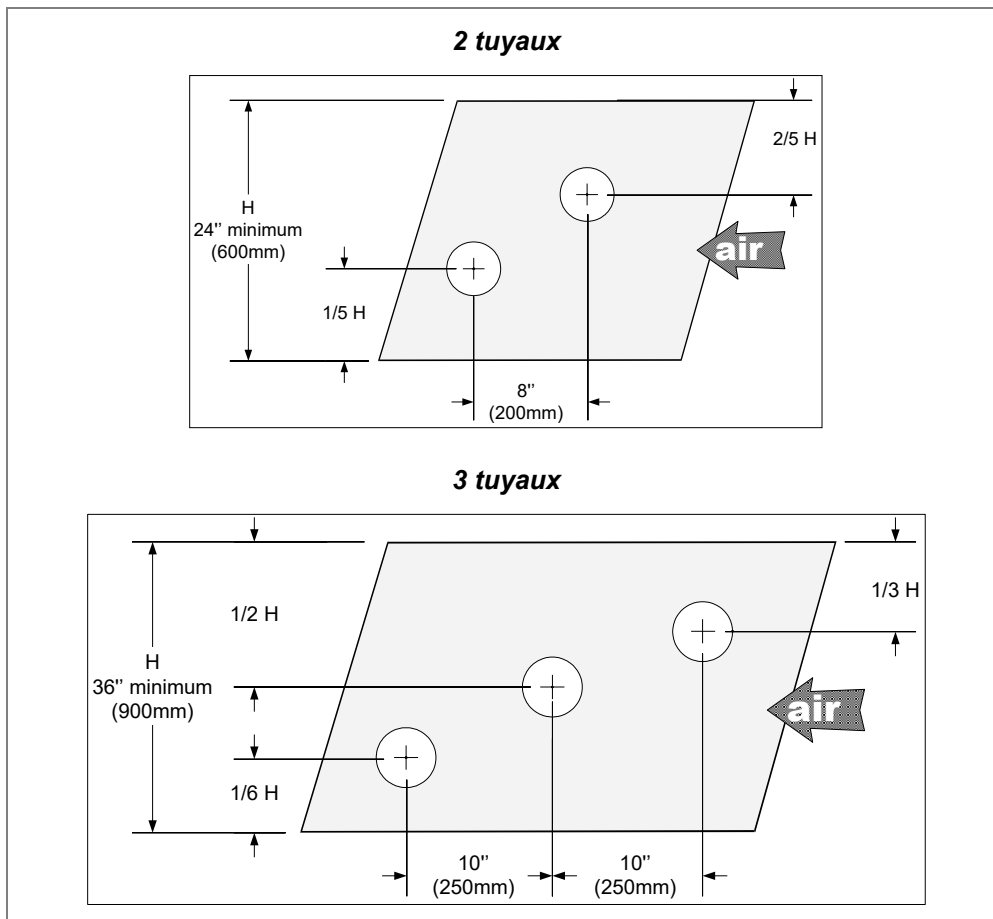 2 tuyaux
2/5 H
H
24'' minimum
(600mm)
air
1/5 H
8''
(200mm)
3 tuyaux
1/2 H
1/3 H
H
36'' minimum
(900mm)
air
1/6 H
10''
(250mm)
10''
(250mm)